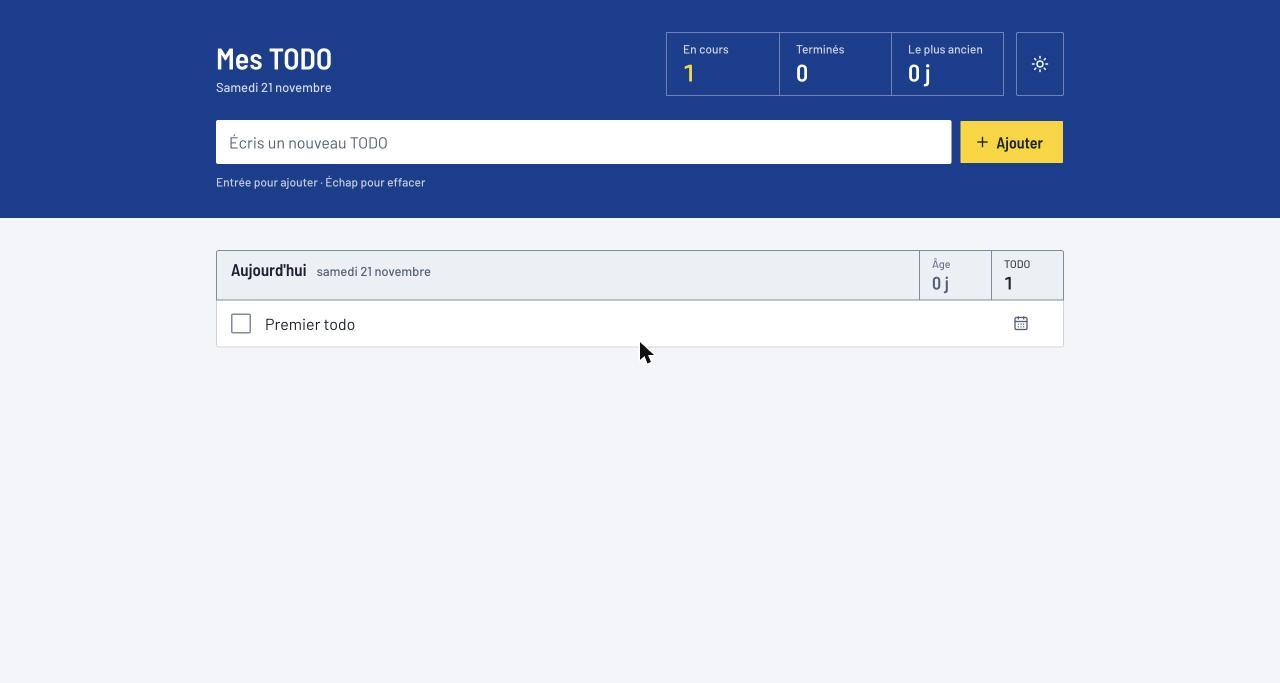 Mes TODO
Samedi 21 novembre
En cours
1
Terminés
0
Le plus ancien
0 j
Écris un nouveau TODO
Ajouter
Entrée pour ajouter · Échap pour effacer
Aujourd'hui samedi 21 novembre
Âge
0 j
TODO
1
Premier todo